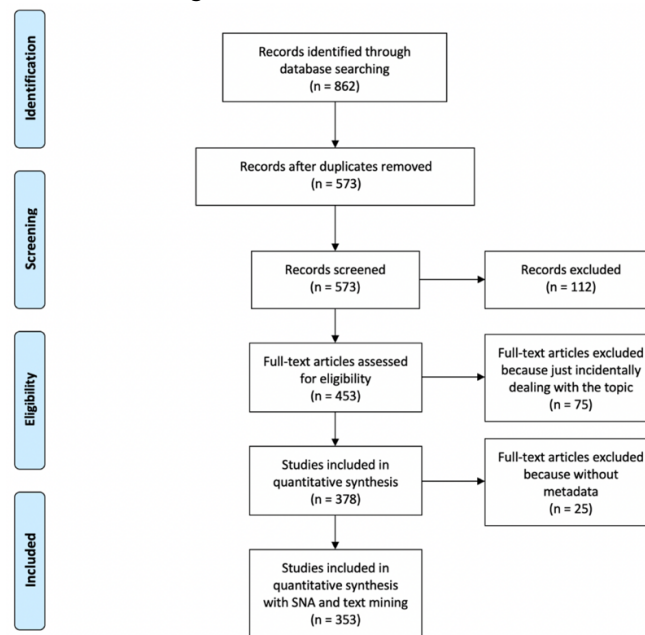 Identification
Records identified through
database searching
(n = 862)
Records after duplicates removed
(n = 573)
Screening
Records screened
(n = 573)
Records excluded
(n = 112)
Eligibility
Full-text articles assessed
for eligibility
(n = 453)
Full-text articles excluded
because just incidentally
dealing with the topic
(n = 75)
Studies included in
quantitative synthesis
(n = 378)
Full-text articles excluded
because without
metadata
(n = 25)
Included
Studies included in
quantitative synthesis
with SNA and text mining
(n = 353)